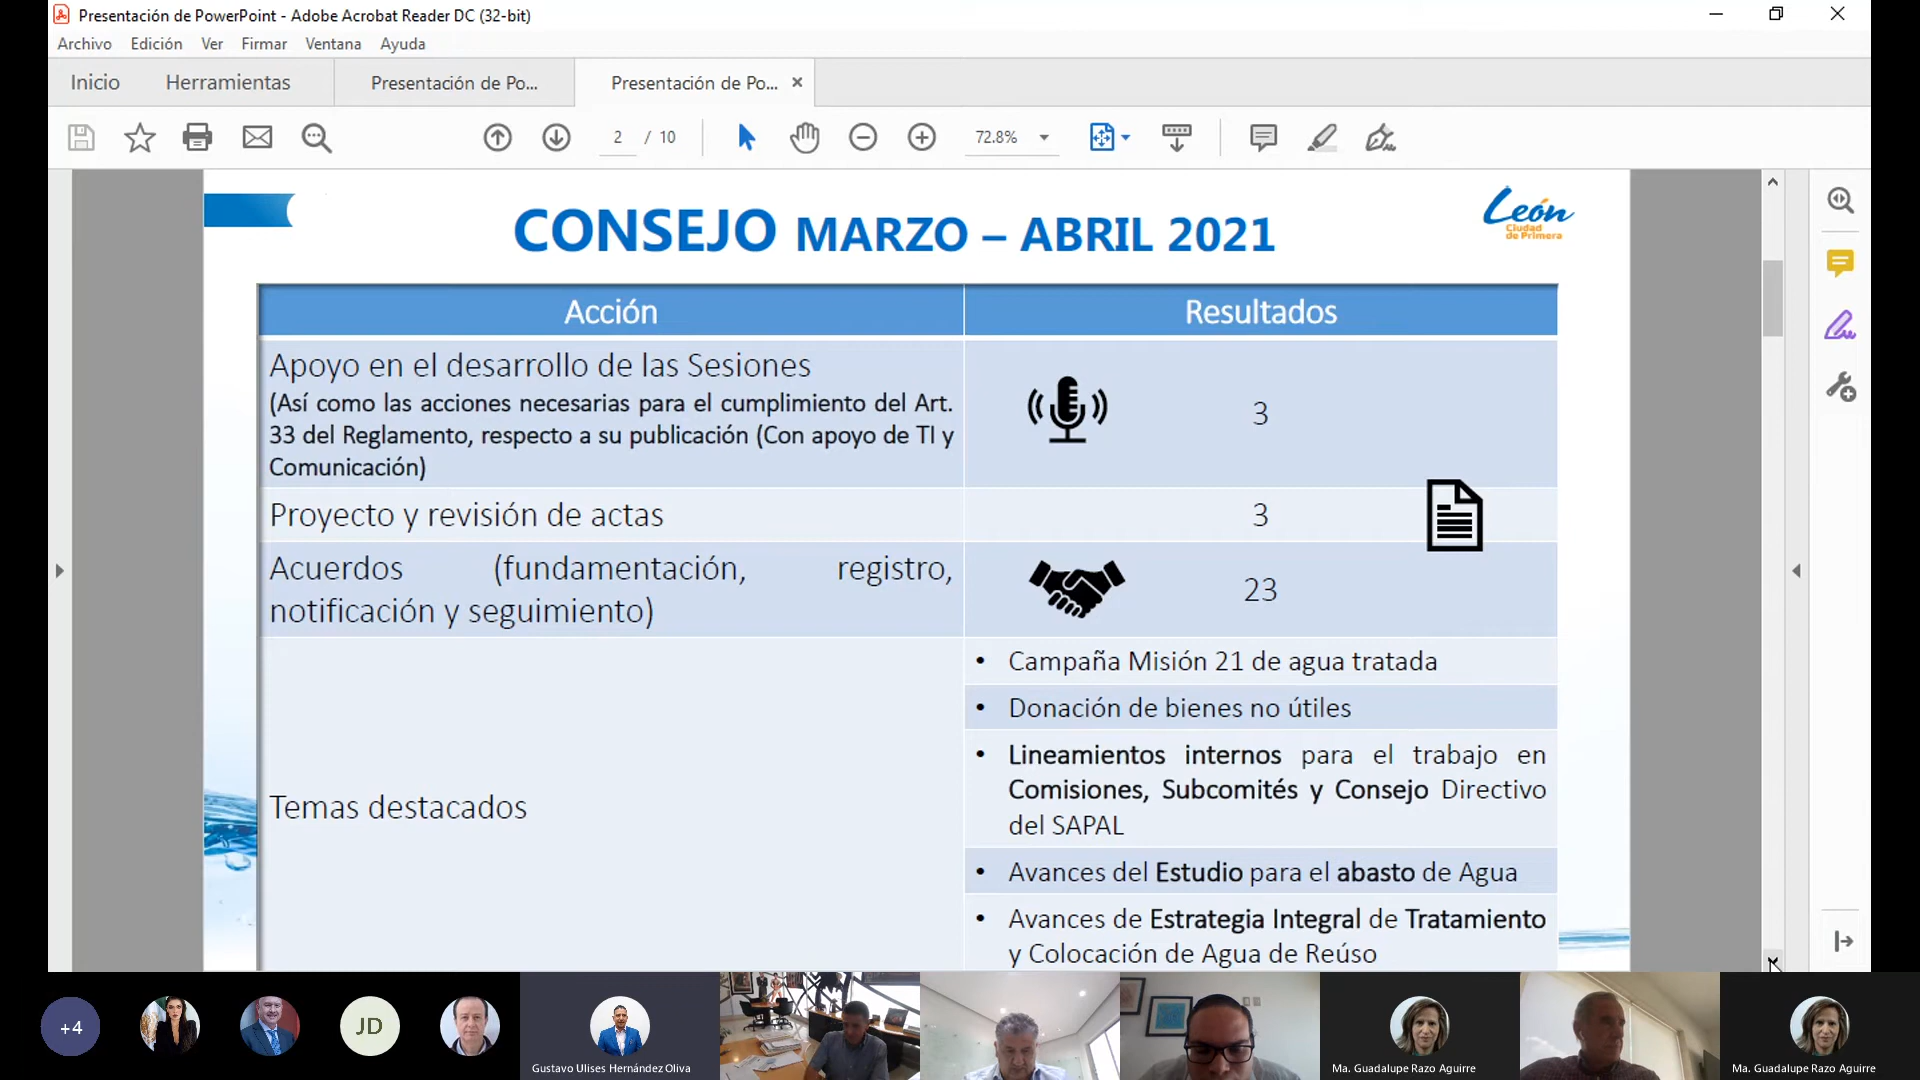 Presentación de PowerPoint - Adobe Acrobat Reader DC (32-bit)
Archivo Edición Ver Firmar Ventana Ayuda
Inicio Herramientas Presentación de Po... Presentación de Po...
2 / 10 72.8%
León
Ciudad
de Primera
CONSEJO MARZO – ABRIL 2021
Acción Resultados
Apoyo en el desarrollo de las Sesiones
(Así como las acciones necesarias para el cumplimiento del Art.
33 del Reglamento, respecto a su publicación (Con apoyo de TI y
Comunicación)
3
Proyecto y revisión de actas 3
Acuerdos (fundamentación, registro,
notificación y seguimiento)
23
Temas destacados
• Campaña Misión 21 de agua tratada
• Donación de bienes no útiles
• Lineamientos internos para el trabajo en
Comisiones, Subcomités y Consejo Directivo
del SAPAL
• Avances del Estudio para el abasto de Agua
• Avances de Estrategia Integral de Tratamiento
y Colocación de Agua de Reúso
+4
JD
Gustavo Ulises Hernández Oliva
Ma. Guadalupe Razo Aguirre
Ma. Guadalupe Razo Aguirre